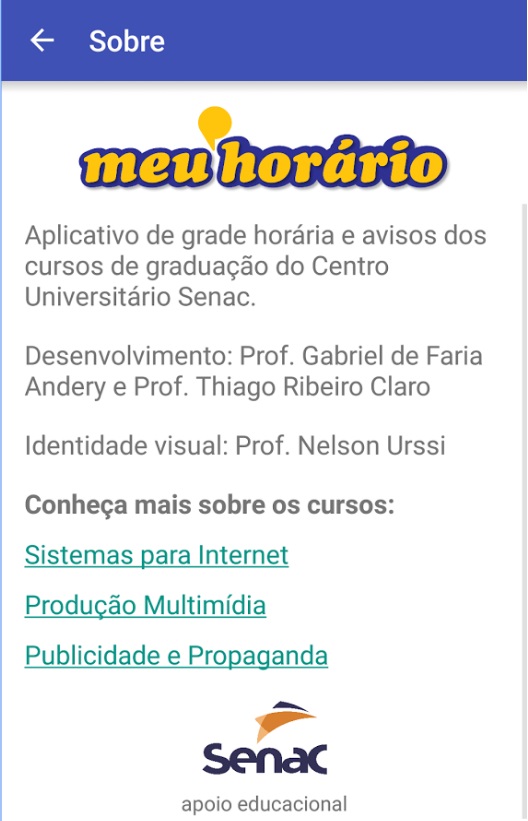 Sobre
meu horário
Aplicativo de grade horária e avisos dos
cursos de graduação do Centro
Universitário Senac.
Desenvolvimento: Prof. Gabriel de Faria
Andery e Prof. Thiago Ribeiro Claro
Identidade visual: Prof. Nelson Urssi
Conheça mais sobre os cursos:
Sistemas para Internet
Produção Multimídia
Publicidade e Propaganda
senac
apoio educacional